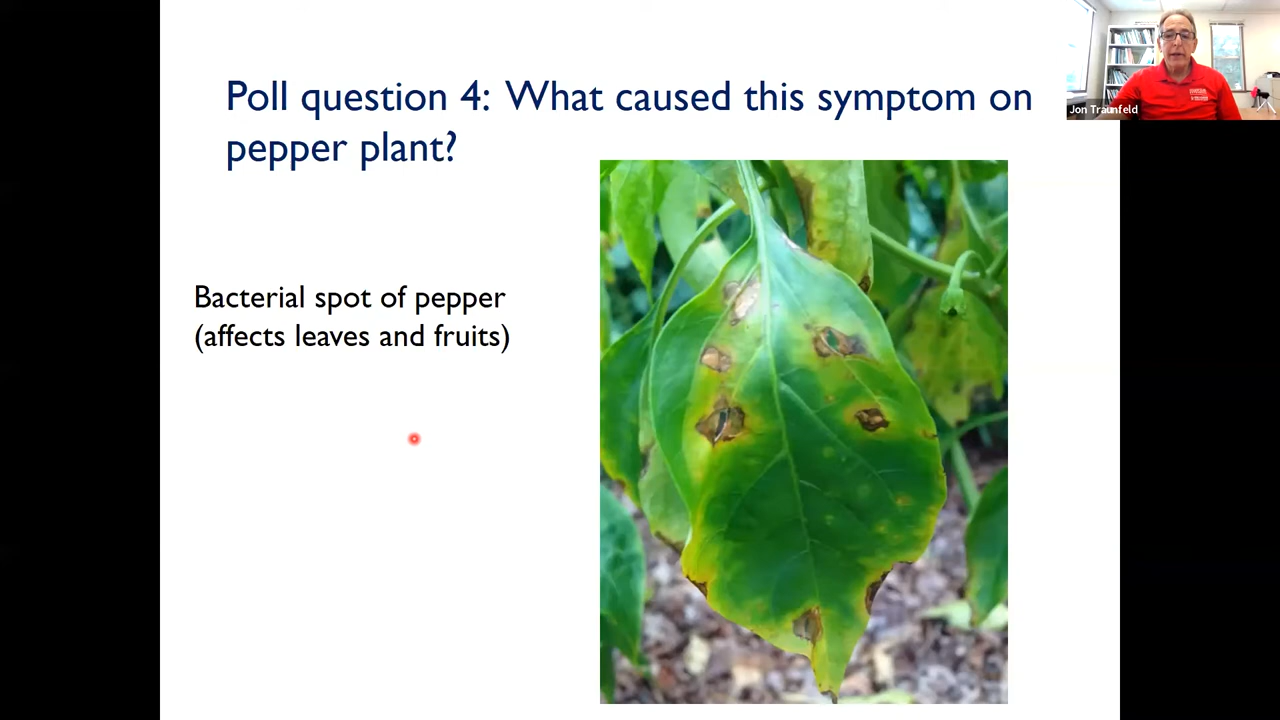 Poll question 4: What caused this symptom on
pepper plant?
Jon Traunfeld
Bacterial spot of pepper
(affects leaves and fruits)